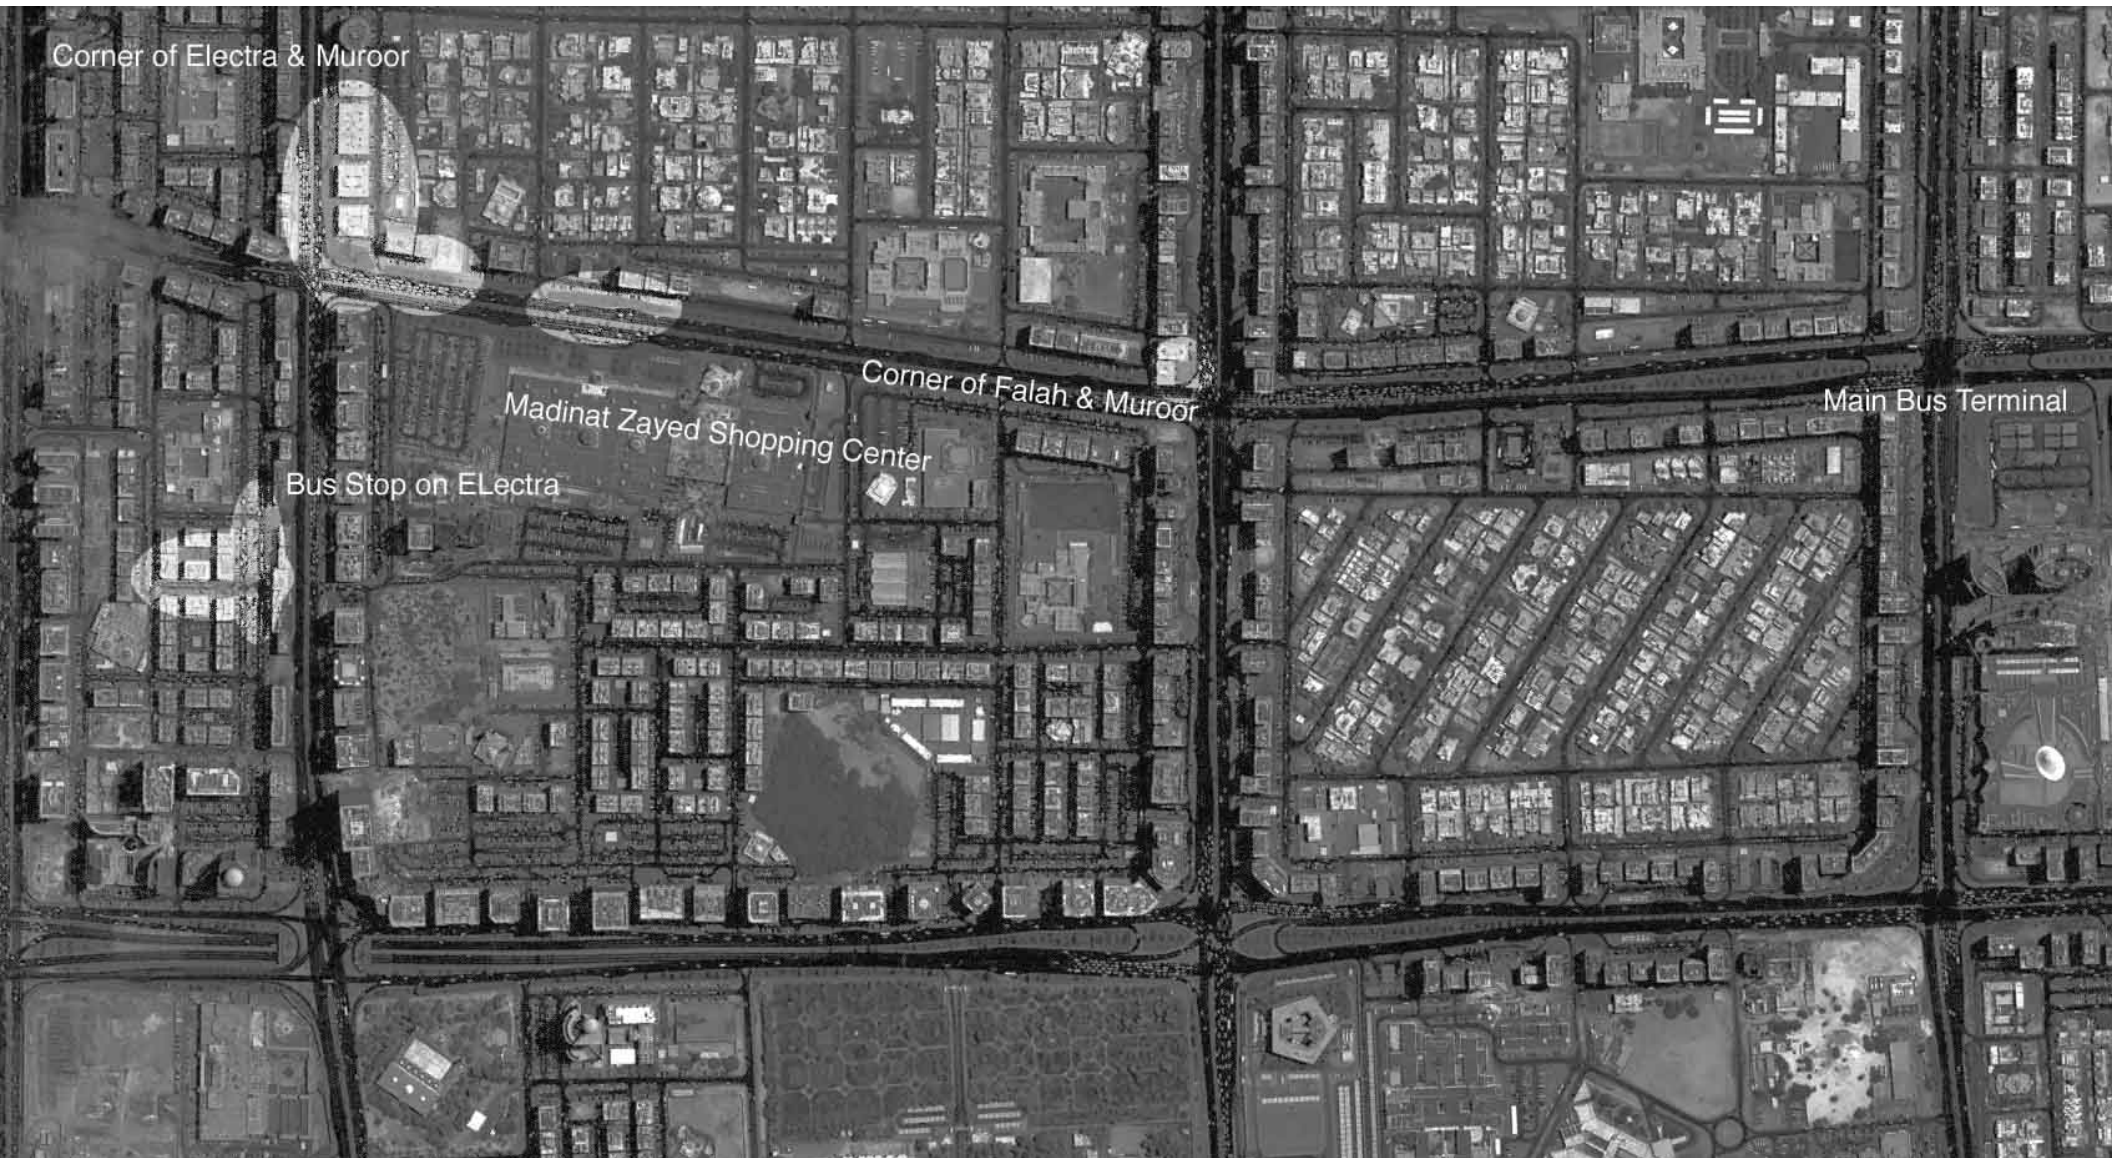 Corner of Electra & Muroor
Corner of Falah & Muroor
Madinat Zayed Shopping Center
Main Bus Terminal
Bus Stop on ELectra